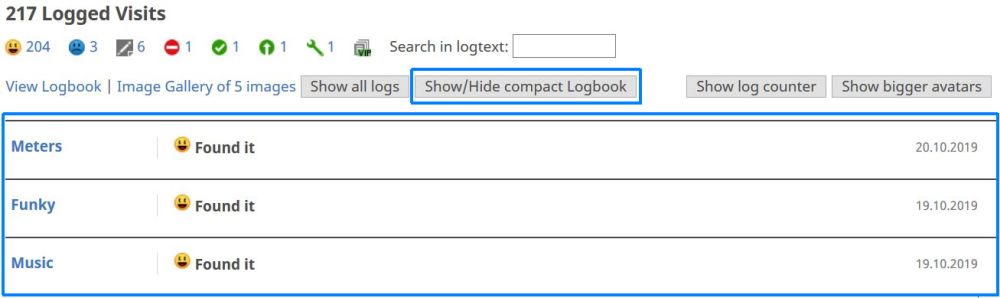 217 Logged Visits
204 3 6 1 1 1 1 VIP Search in logtext:
View Logbook | Image Gallery of 5 images Show all logs Show/Hide compact Logbook Show log counter Show bigger avatars
Meters Found it 20.10.2019
Funky Found it 19.10.2019
Music Found it 19.10.2019